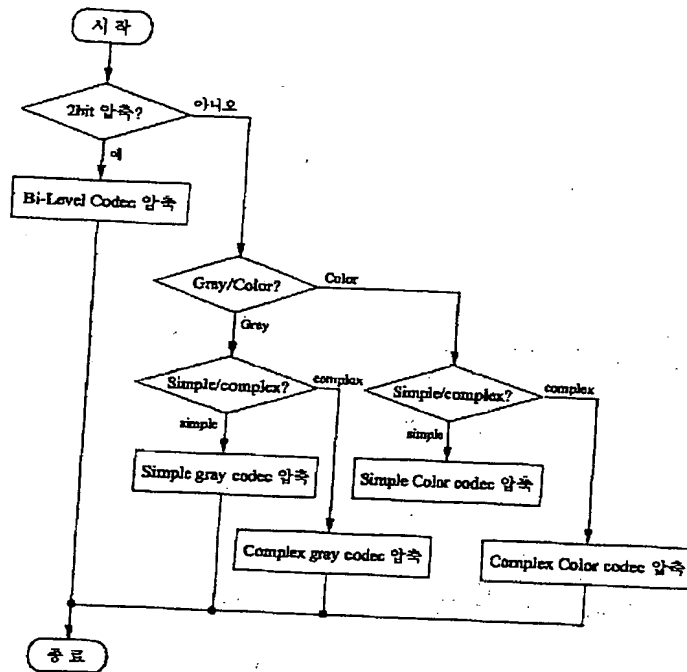 시 작
2bit 압축?
아니오
예
Bi-Level Codec 압축
Gray/Color?
Color
Gray
Simple/complex?
complex
Simple/complex?
complex
simple
simple
Simple gray codec 압축
Simple Color codec 압축
Complex gray codec 압축
Complex Color codec 압축
종 료